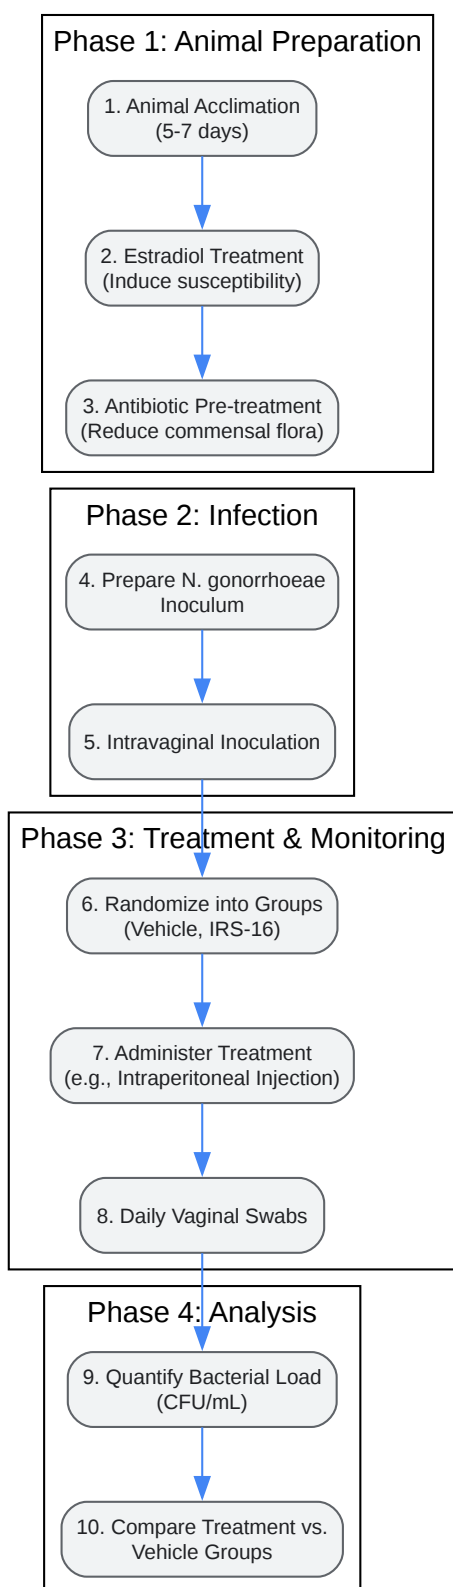 Phase 1: Animal Preparation
1. Animal Acclimation
(5-7 days)
2. Estradiol Treatment
(Induce susceptibility)
3. Antibiotic Pre-treatment
(Reduce commensal flora)
Phase 2: Infection
4. Prepare N. gonorrhoeae
Inoculum
5. Intravaginal Inoculation
Phase 3: Treatment & Monitoring
6. Randomize into Groups
(Vehicle, IRS-16)
7. Administer Treatment
(e.g., Intraperitoneal Injection)
8. Daily Vaginal Swabs
Phase 4: Analysis
9. Quantify Bacterial Load
(CFU/mL)
10. Compare Treatment vs.
Vehicle Groups